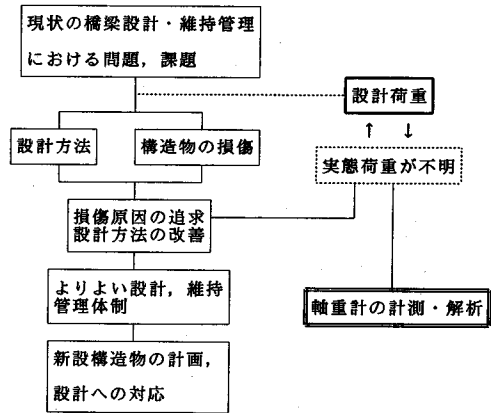 現状の橋梁設計・維持管理
における問題，課題
設計荷重
↑ ↓
設計方法
構造物の損傷
実態荷重が不明
損傷原因の追求
設計方法の改善
よりよい設計，維持
管理体制
軸重計の計測・解析
新設構造物の計画，
設計への対応